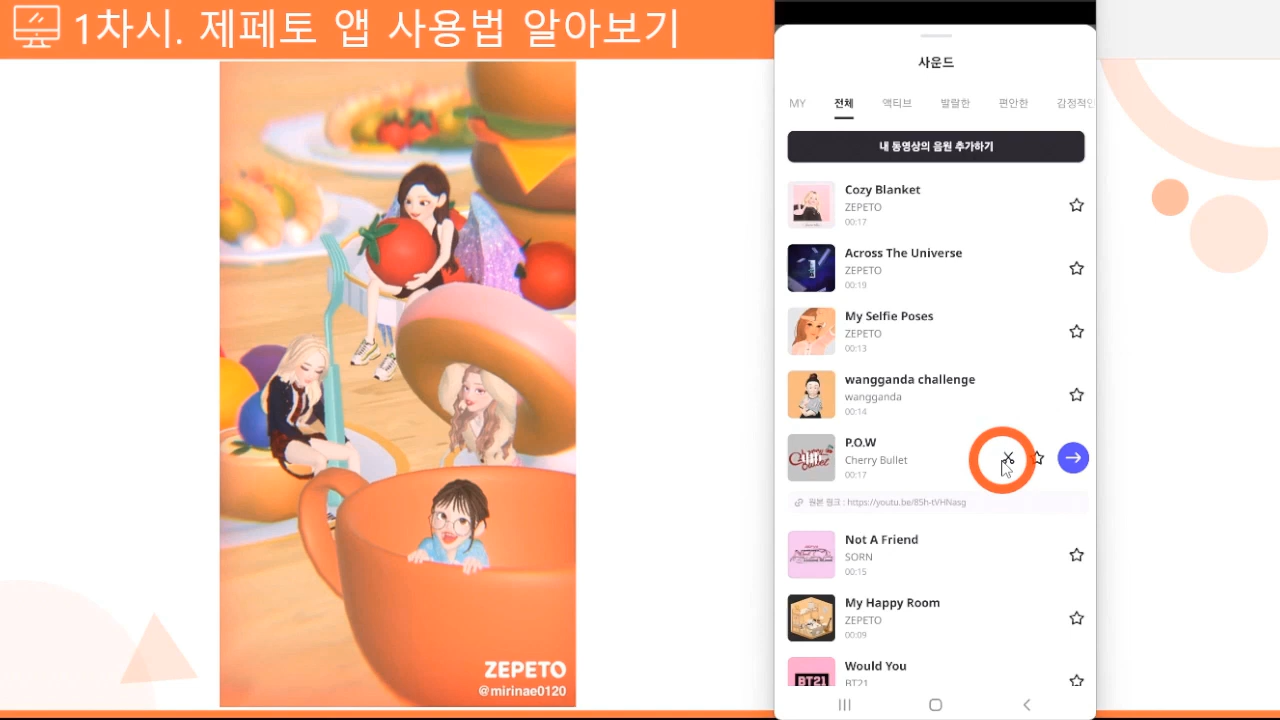 1차시. 제페토 앱 사용법 알아보기
ZEPETO
@mirinae0120
사운드
MY 전체 액티브 발랄한 편안한 감정적인
내 동영상의 음원 추가하기
Cozy Blanket
ZEPETO
00:17
Across The Universe
ZEPETO
00:19
My Selfie Poses
ZEPETO
00:13
wangganda challenge
wangganda
00:14
P.O.W
Cherry Bullet
00:17
원본 링크 : https://youtu.be/85h-tVHNasg
Not A Friend
SORN
00:15
My Happy Room
ZEPETO
00:09
Would You
BT21
BT21